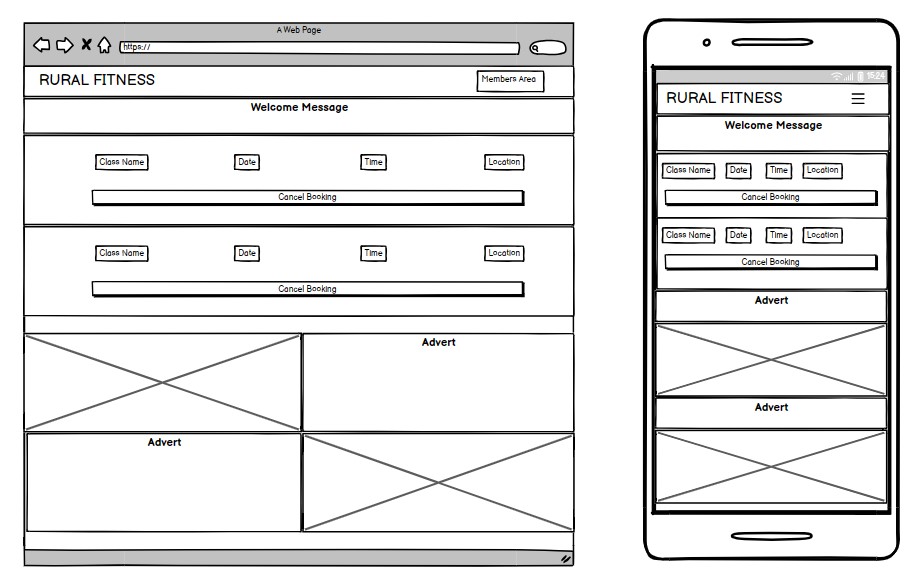 A Web Page
https://
RURAL FITNESS
Members Area
Welcome Message
Class Name Date Time Location
Cancel Booking
Class Name Date Time Location
Cancel Booking
Advert
Advert
15:24
RURAL FITNESS
Welcome Message
Class Name Date Time Location
Cancel Booking
Class Name Date Time Location
Cancel Booking
Advert
Advert